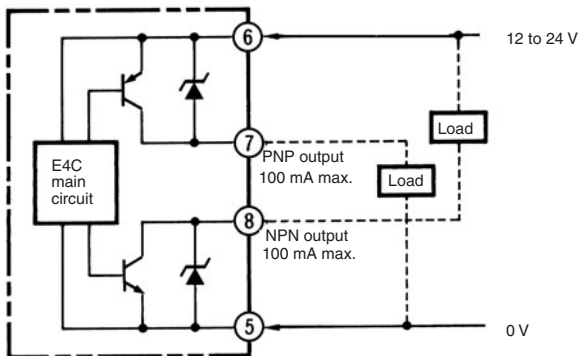 6
12 to 24 V
Load
7
PNP output
100 mA max.
Load
E4C
main
circuit
8
NPN output
100 mA max.
5
0 V